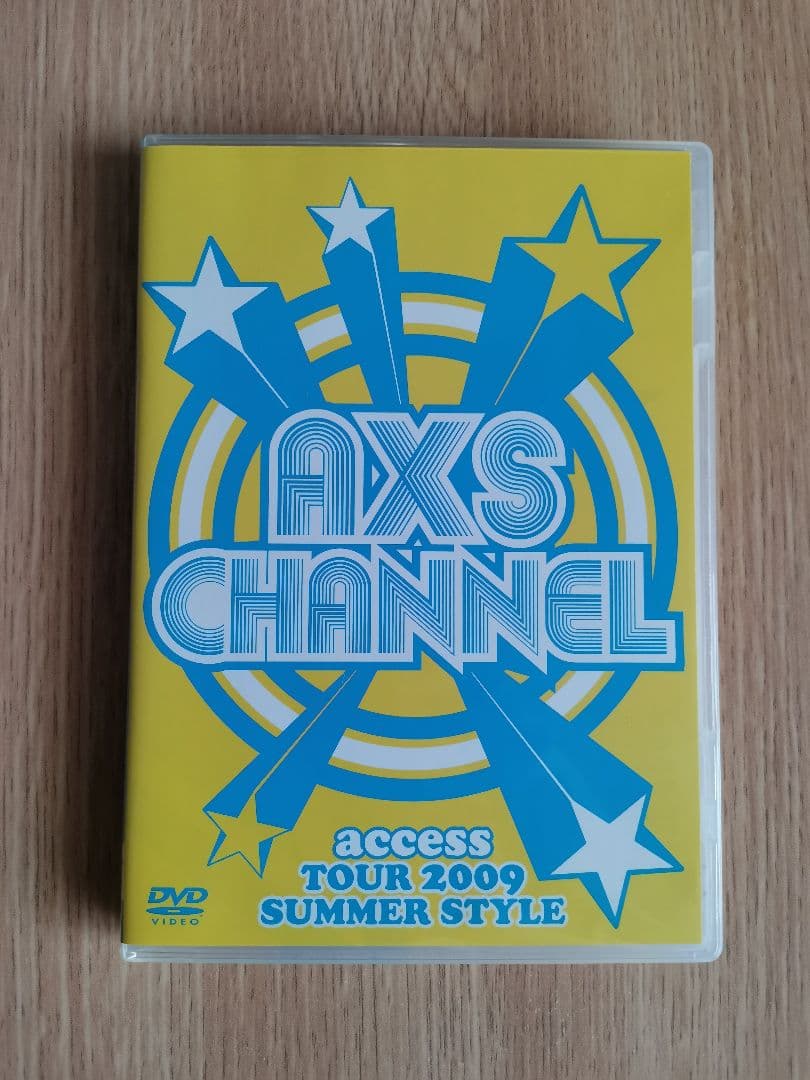 AXS
CHANNEL
access
TOUR 2009
SUMMER STYLE
DVD
VIDEO